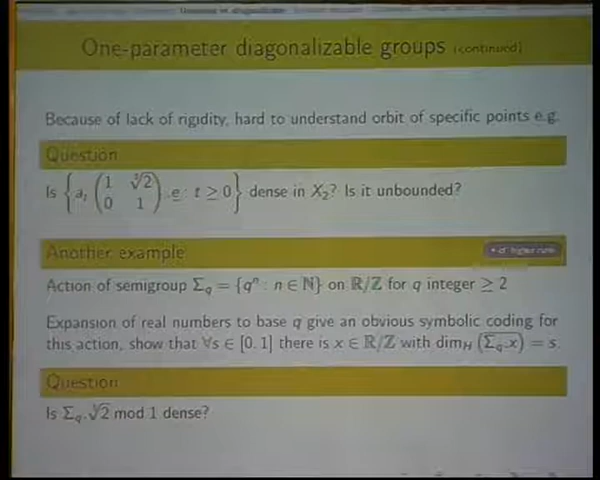 One-parameter diagonalizable groups (continued)
Because of lack of rigidity, hard to understand orbit of specific points e.g.
Question
Is { a_t ( 1 ∛2 ; 0 1 ) . e : t ≥ 0 } dense in X₂? Is it unbounded?
Another example
Action of semigroup Σ_q = {qⁿ : n ∈ ℕ} on ℝ/ℤ for q integer ≥ 2
Expansion of real numbers to base q give an obvious symbolic coding for
this action, show that ∀s ∈ [0, 1] there is x ∈ ℝ/ℤ with dim_H (Σ_q.x) = s.
Question
Is Σ_q.∛2 mod 1 dense?